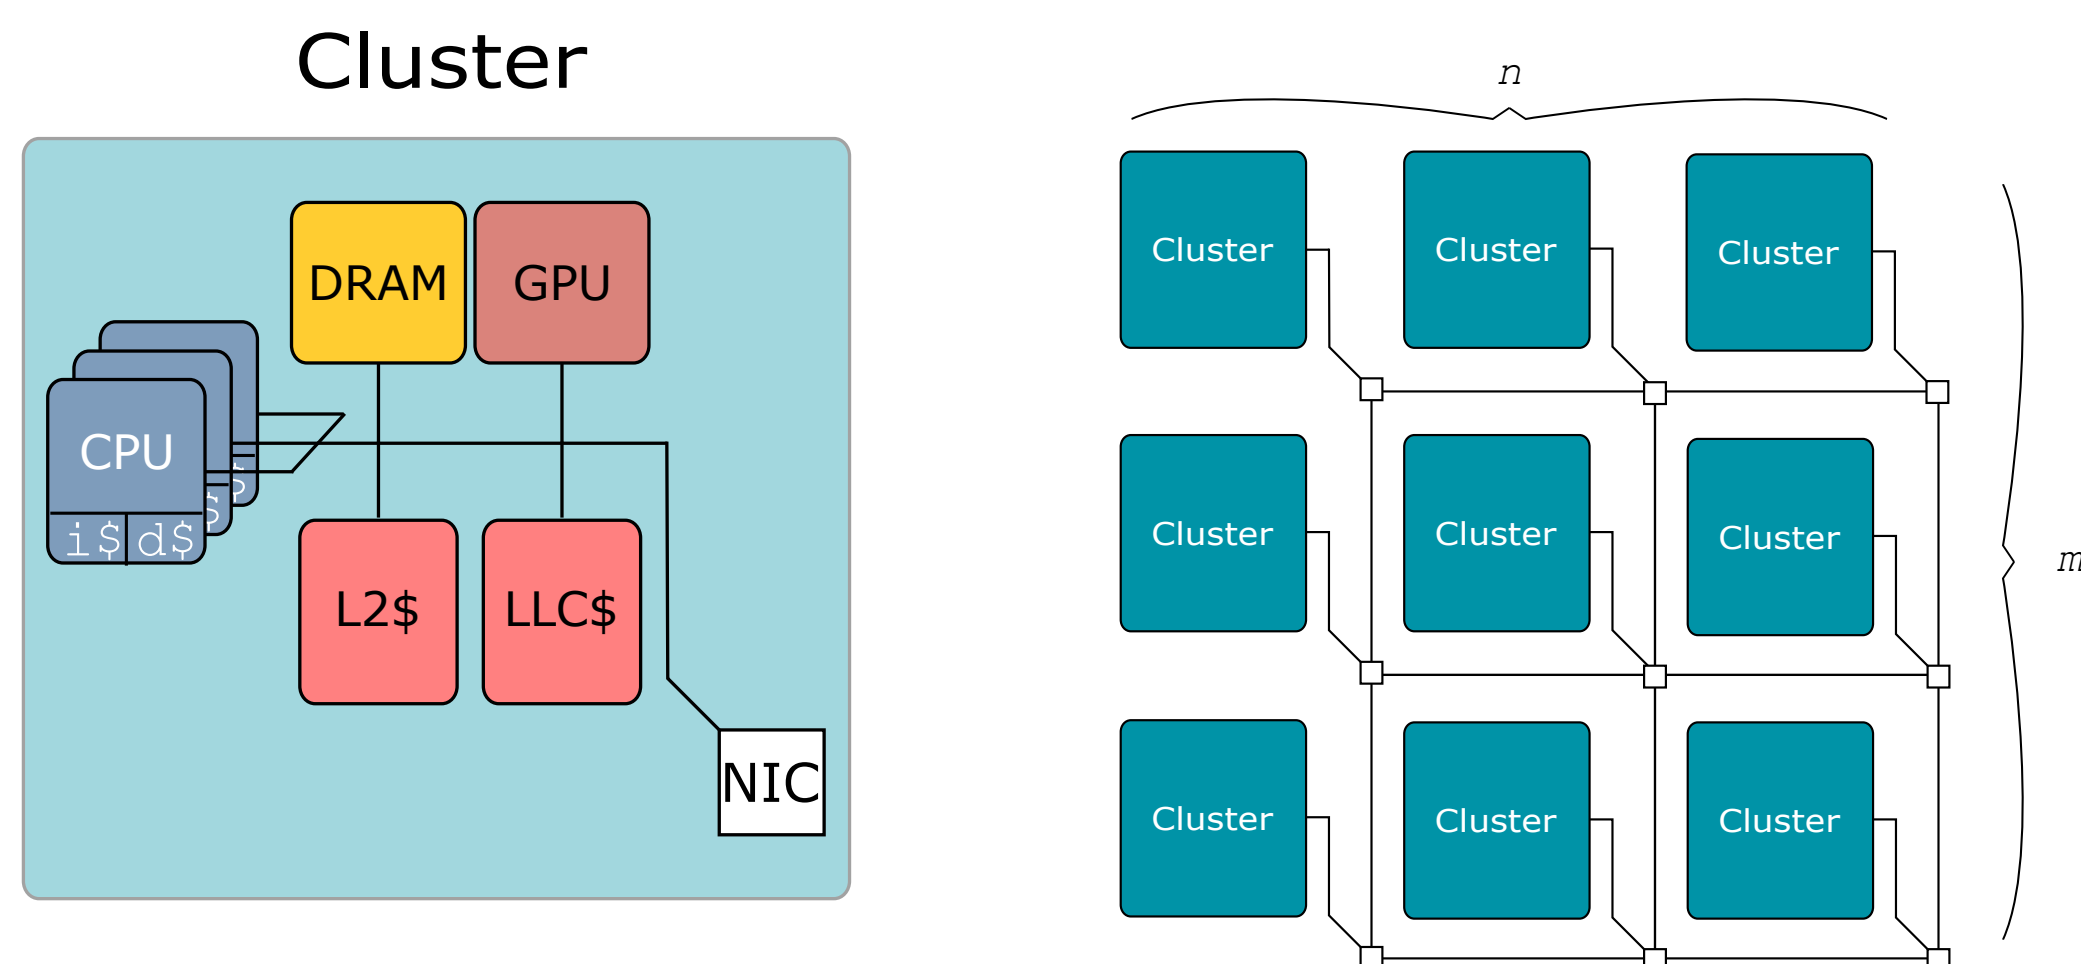 Cluster
DRAM
GPU
CPU
$
$
i$
d$
L2$
LLC$
NIC
n
Cluster
Cluster
Cluster
Cluster
Cluster
Cluster
m
Cluster
Cluster
Cluster